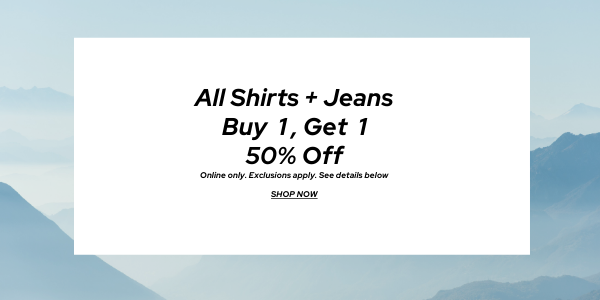 All Shirts + Jeans
Buy 1, Get 1
50% Off
Online only. Exclusions apply. See details below
SHOP NOW